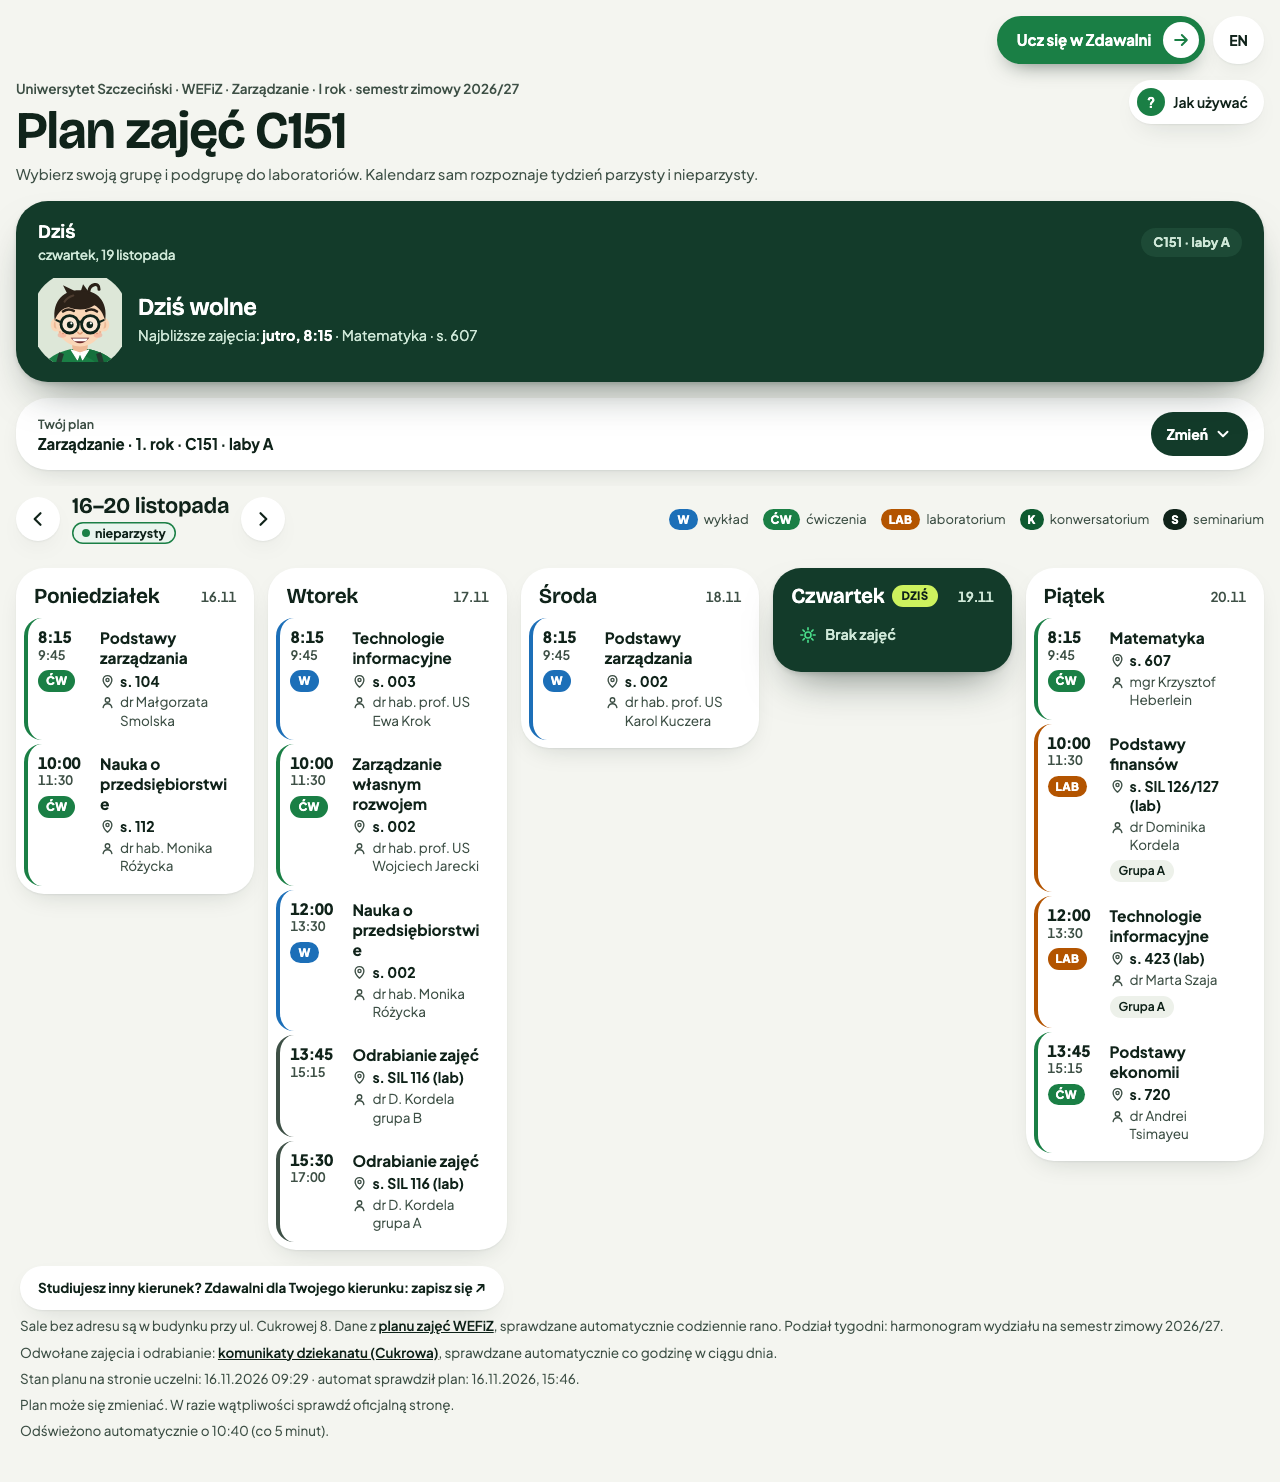 Ucz się w Zdawalni
EN
Uniwersytet Szczeciński · WEFiZ · Zarządzanie · I rok · semestr zimowy 2026/27
? Jak używać
Plan zajęć C151
Wybierz swoją grupę i podgrupę do laboratoriów. Kalendarz sam rozpoznaje tydzień parzysty i nieparzysty.
Dziś
czwartek, 19 listopada
C151 · laby A
Dziś wolne
Najbliższe zajęcia: jutro, 8:15 · Matematyka · s. 607
Twój plan
Zarządzanie · 1. rok · C151 · laby A
Zmień
16–20 listopada
nieparzysty
W wykład
ĆW ćwiczenia
LAB laboratorium
K konwersatorium
S seminarium
Poniedziałek 16.11
8:15
9:45
ĆW
Podstawy
zarządzania
s. 104
dr Małgorzata
Smolska
10:00
11:30
ĆW
Nauka o
przedsiębiorstwi
e
s. 112
dr hab. Monika
Różycka
Wtorek 17.11
8:15
9:45
W
Technologie
informacyjne
s. 003
dr hab. prof. US
Ewa Krok
10:00
11:30
ĆW
Zarządzanie
własnym
rozwojem
s. 002
dr hab. prof. US
Wojciech Jarecki
12:00
13:30
W
Nauka o
przedsiębiorstwi
e
s. 002
dr hab. Monika
Różycka
13:45
15:15
Odrabianie zajęć
s. SIL 116 (lab)
dr D. Kordela
grupa B
15:30
17:00
Odrabianie zajęć
s. SIL 116 (lab)
dr D. Kordela
grupa A
Środa 18.11
8:15
9:45
W
Podstawy
zarządzania
s. 002
dr hab. prof. US
Karol Kuczera
Czwartek DZIŚ 19.11
Brak zajęć
Piątek 20.11
8:15
9:45
ĆW
Matematyka
s. 607
mgr Krzysztof
Heberlein
10:00
11:30
LAB
Podstawy
finansów
s. SIL 126/127
(lab)
dr Dominika
Kordela
Grupa A
12:00
13:30
LAB
Technologie
informacyjne
s. 423 (lab)
dr Marta Szaja
Grupa A
13:45
15:15
ĆW
Podstawy
ekonomii
s. 720
dr Andrei
Tsimayeu
Studiujesz inny kierunek? Zdawalni dla Twojego kierunku: zapisz się ↗
Sale bez adresu są w budynku przy ul. Cukrowej 8. Dane z planu zajęć WEFiZ, sprawdzane automatycznie codziennie rano. Podział tygodni: harmonogram wydziału na semestr zimowy 2026/27.
Odwołane zajęcia i odrabianie: komunikaty dziekanatu (Cukrowa), sprawdzane automatycznie co godzinę w ciągu dnia.
Stan planu na stronie uczelni: 16.11.2026 09:29 · automat sprawdził plan: 16.11.2026, 15:46.
Plan może się zmieniać. W razie wątpliwości sprawdź oficjalną stronę.
Odświeżono automatycznie o 10:40 (co 5 minut).